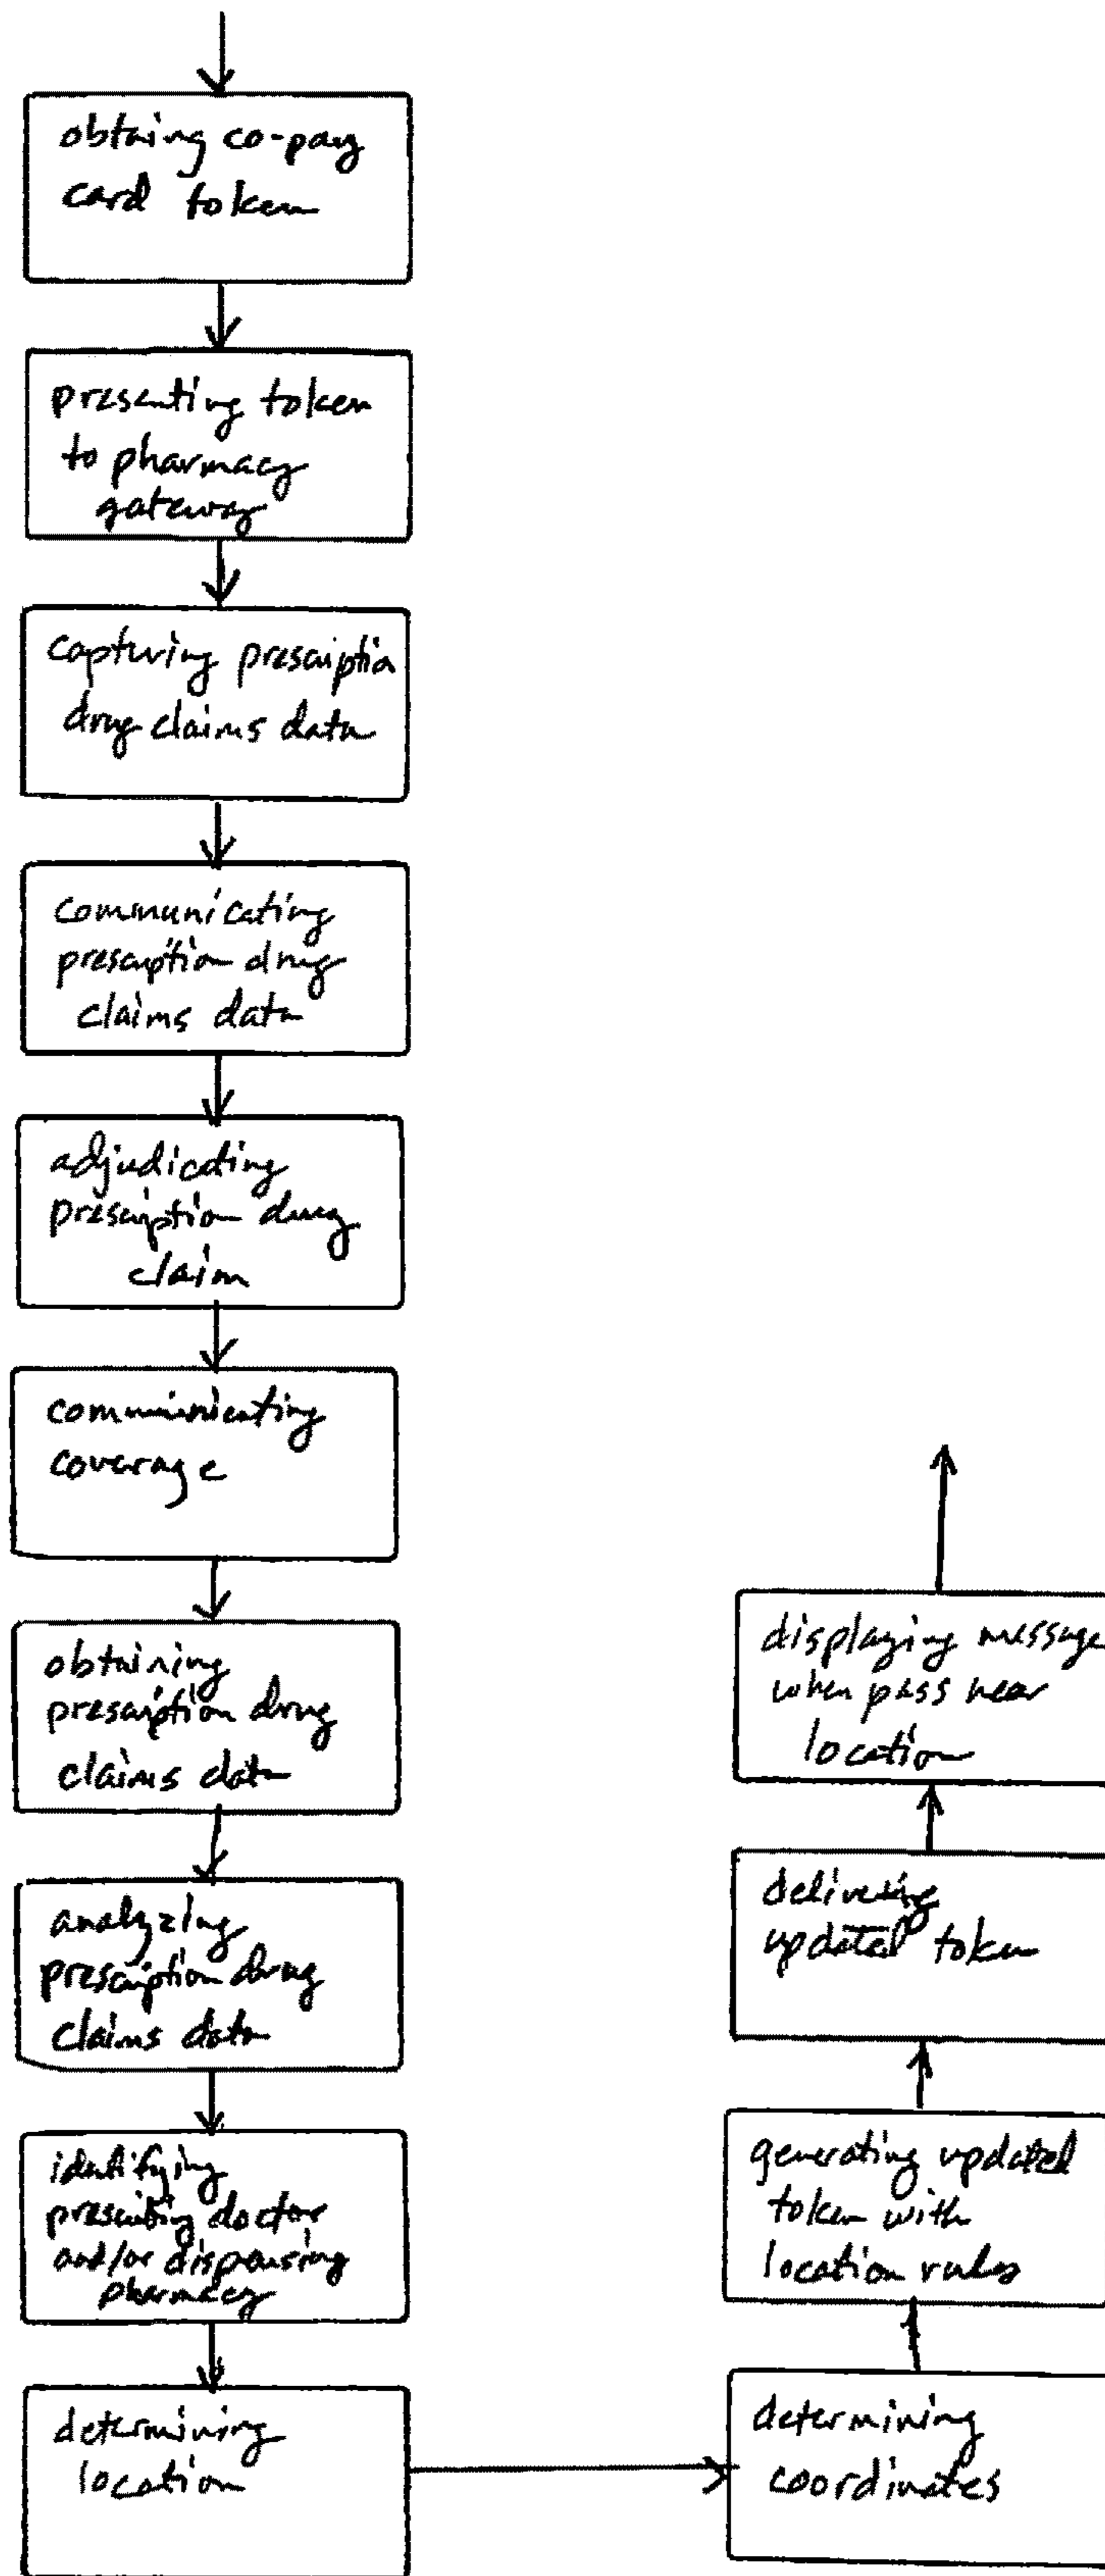 obtaing co-pay
card token
presenting token
to pharmacy
gateway
capturing prescription
drug claims data
communicating
prescription drug
claims data
adjudicating
prescription drug
claim
communicating
coverage
obtaining
prescription drug
claims data
analyzing
prescription drug
claims data
identifying
prescribing doctor
and/or dispensing
pharmacy
determining
location
determining
coordinates
generating updated
token with
location rules
delivering
updated token
displaying message
when pass near
location